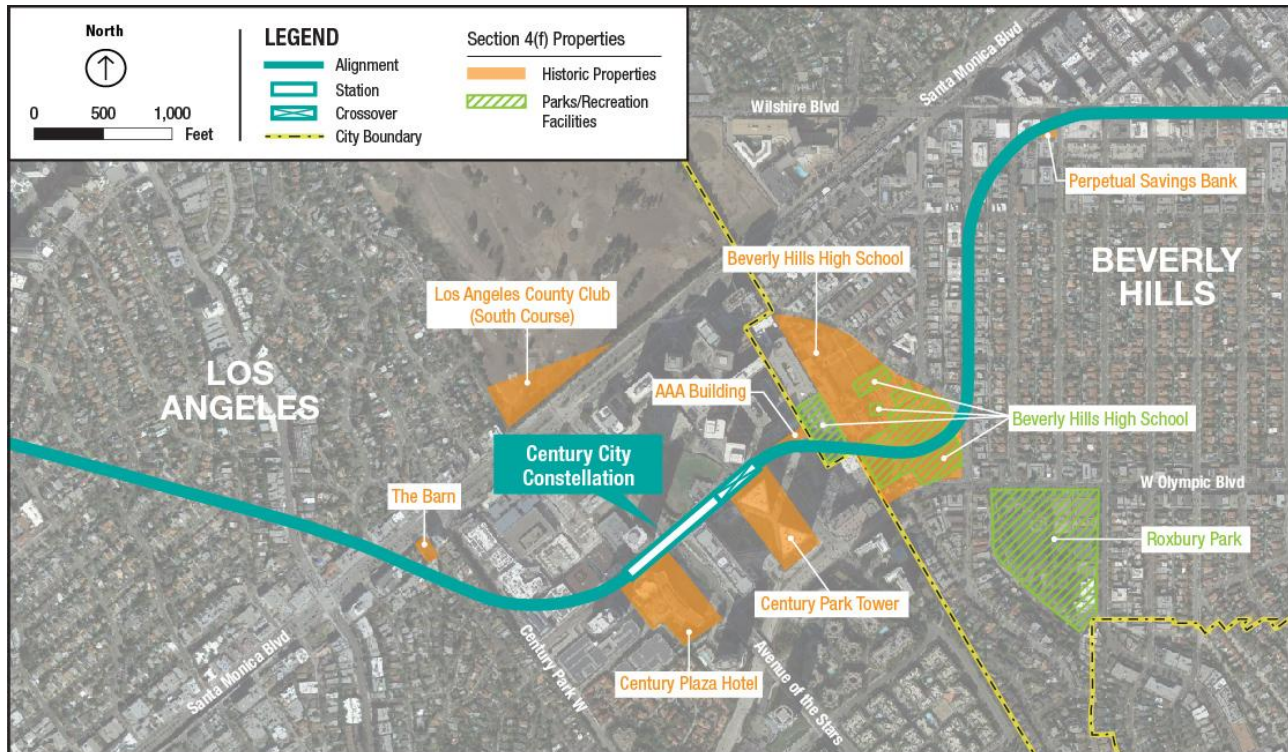 North
0 500 1,000
Feet
LEGEND
Alignment
Station
Crossover
City Boundary
Section 4(f) Properties
Historic Properties
Parks/Recreation
Facilities
Wilshire Blvd
Santa Monica Blvd
Perpetual Savings Bank
Beverly Hills High School
BEVERLY
HILLS
Los Angeles County Club
(South Course)
LOS
ANGELES
AAA Building
Beverly Hills High School
Century City
Constellation
W Olympic Blvd
The Barn
Roxbury Park
Century Park Tower
Santa Monica Blvd
Century Park W
Century Plaza Hotel
Avenue of the Stars